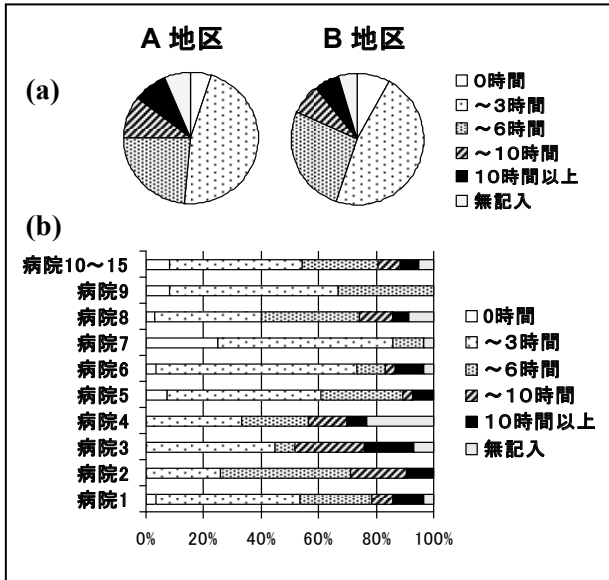 A 地区
B 地区
(a)
0時間
～3時間
～6時間
～10時間
10時間以上
無記入
(b)
病院10～15
病院9
病院8
病院7
病院6
病院5
病院4
病院3
病院2
病院1
0時間
～3時間
～6時間
～10時間
10時間以上
無記入
0% 20% 40% 60% 80% 100%